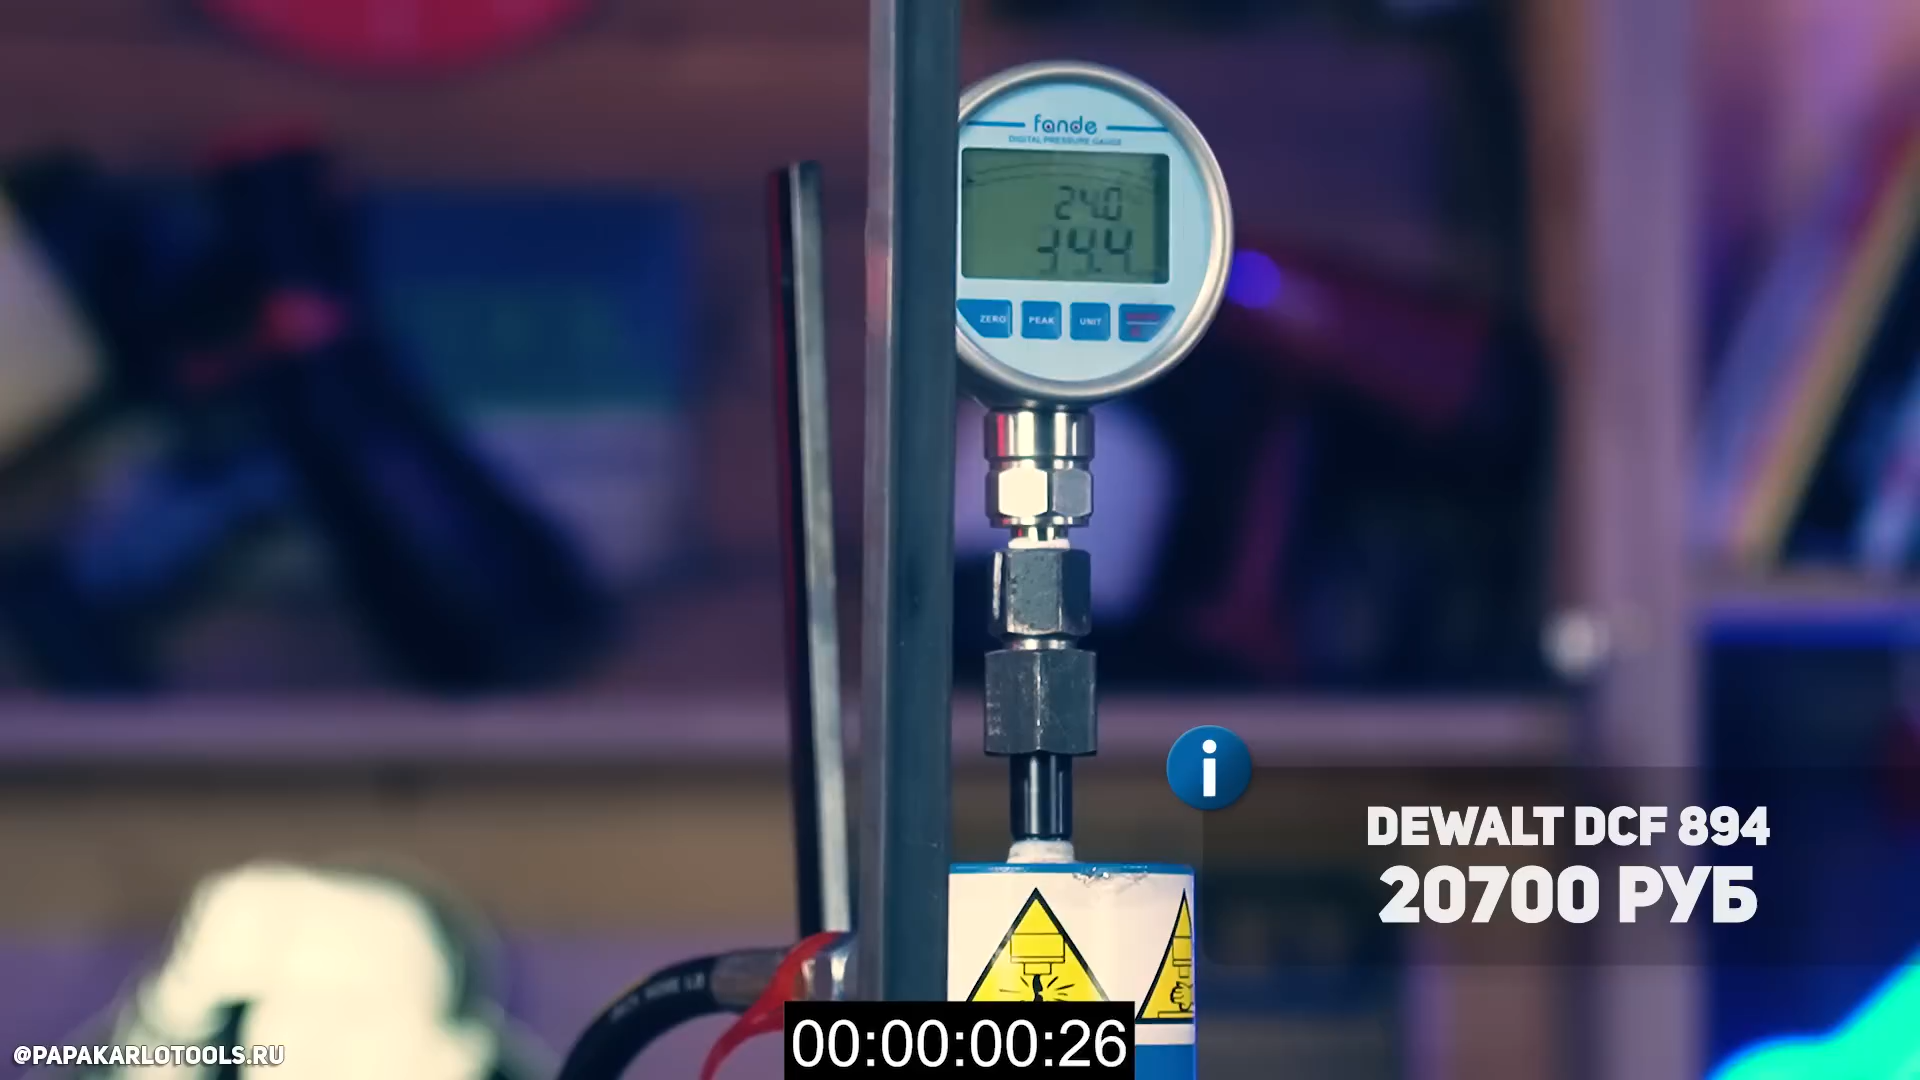 fande
DIGITAL PRESSURE GAUGE
24.0
34.4
ZERO PEAK UNIT
DEWALT DCF 894
20700 РУБ
00:00:00:26
@PAPAKARLOTOOLS.RU